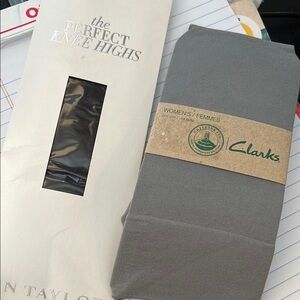 the
PERFECT
KNEE HIGHS
N TAYLO
WOMEN'S / FEMMES
Clarks